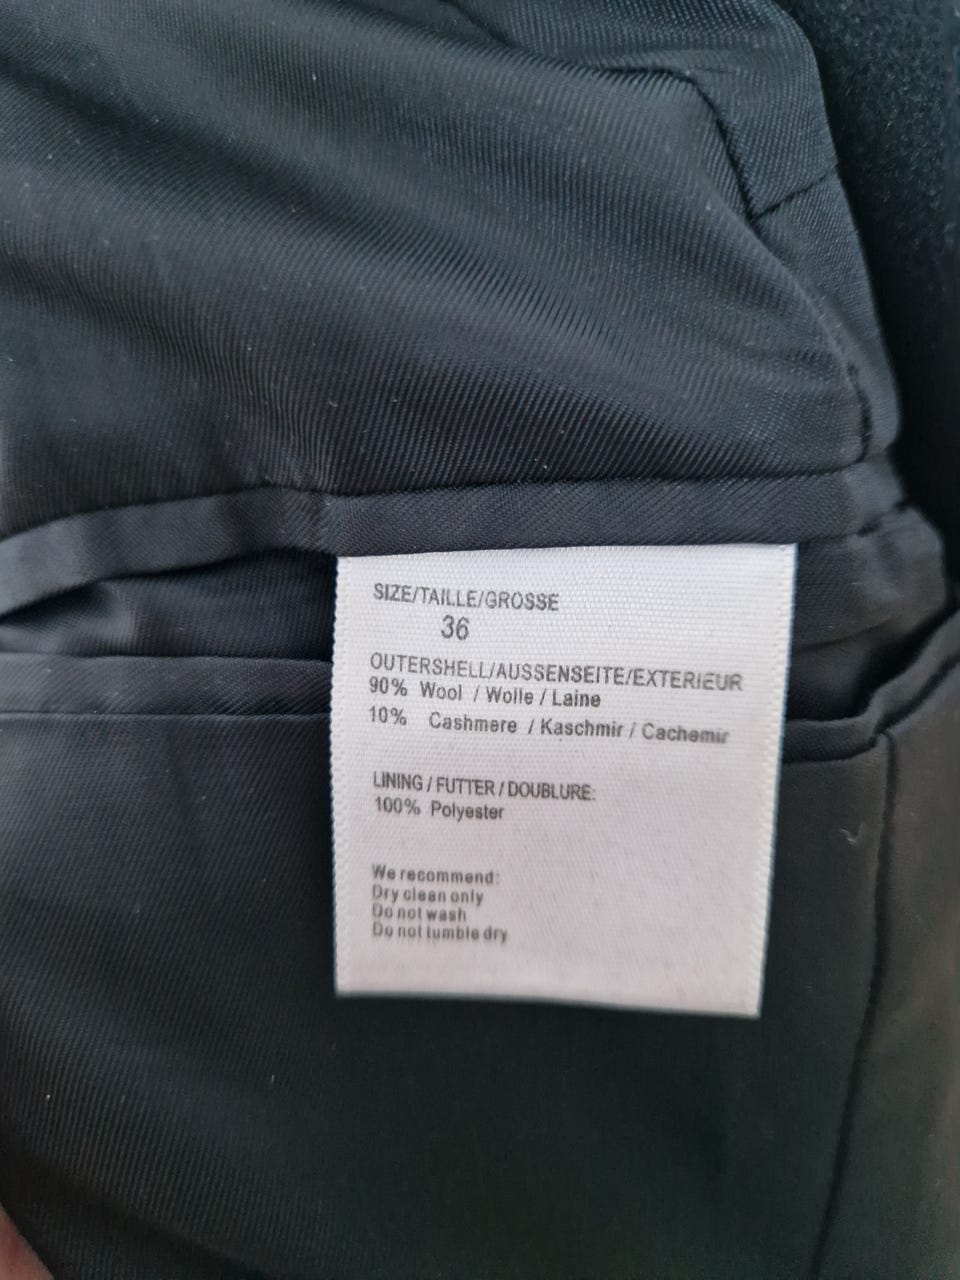 SIZE/TAILLE/GROSSE
36
OUTERSHELL/AUSSENSEITE/EXTERIEUR
90% Wool / Wolle / Laine
10% Cashmere / Kaschmir / Cachemir
LINING / FUTTER / DOUBLURE:
100% Polyester
We recommend:
Dry clean only
Do not wash
Do not tumble dry